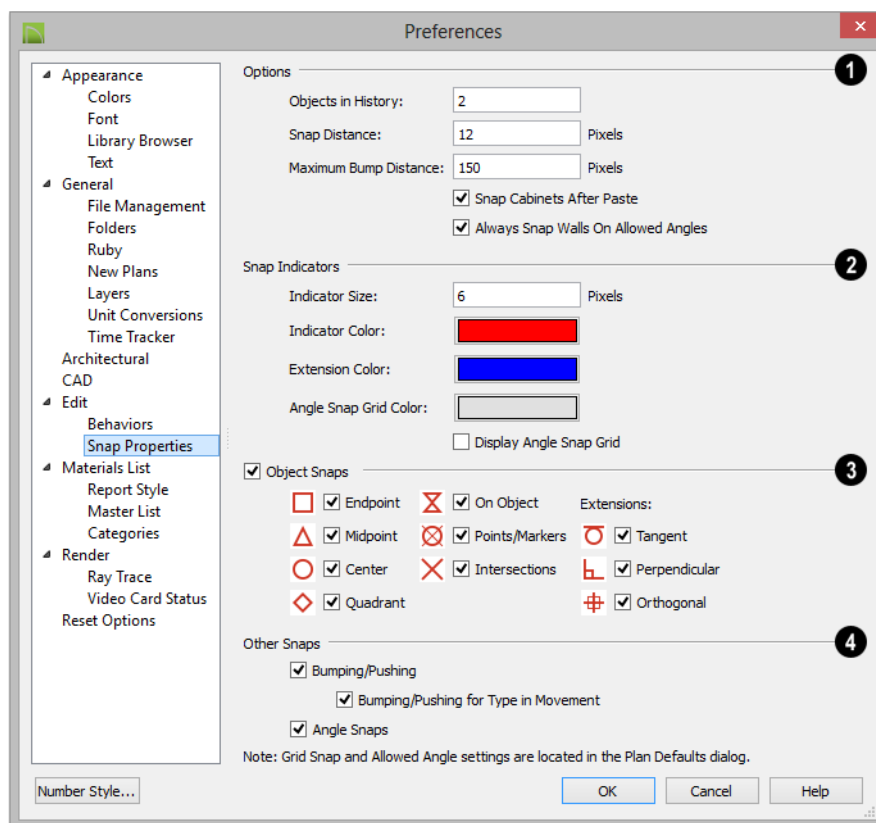 Preferences
Appearance
Colors
Font
Library Browser
Text
General
File Management
Folders
Ruby
New Plans
Layers
Unit Conversions
Time Tracker
Architectural
CAD
Edit
Behaviors
Snap Properties
Materials List
Report Style
Master List
Categories
Render
Ray Trace
Video Card Status
Reset Options
Options 1
Objects in History: 2
Snap Distance: 12 Pixels
Maximum Bump Distance: 150 Pixels
Snap Cabinets After Paste
Always Snap Walls On Allowed Angles
Snap Indicators 2
Indicator Size: 6 Pixels
Indicator Color:
Extension Color:
Angle Snap Grid Color:
Display Angle Snap Grid
Object Snaps 3
Endpoint On Object Extensions:
Midpoint Points/Markers Tangent
Center Intersections Perpendicular
Quadrant Orthogonal
Other Snaps 4
Bumping/Pushing
Bumping/Pushing for Type in Movement
Angle Snaps
Note: Grid Snap and Allowed Angle settings are located in the Plan Defaults dialog.
Number Style... OK Cancel Help